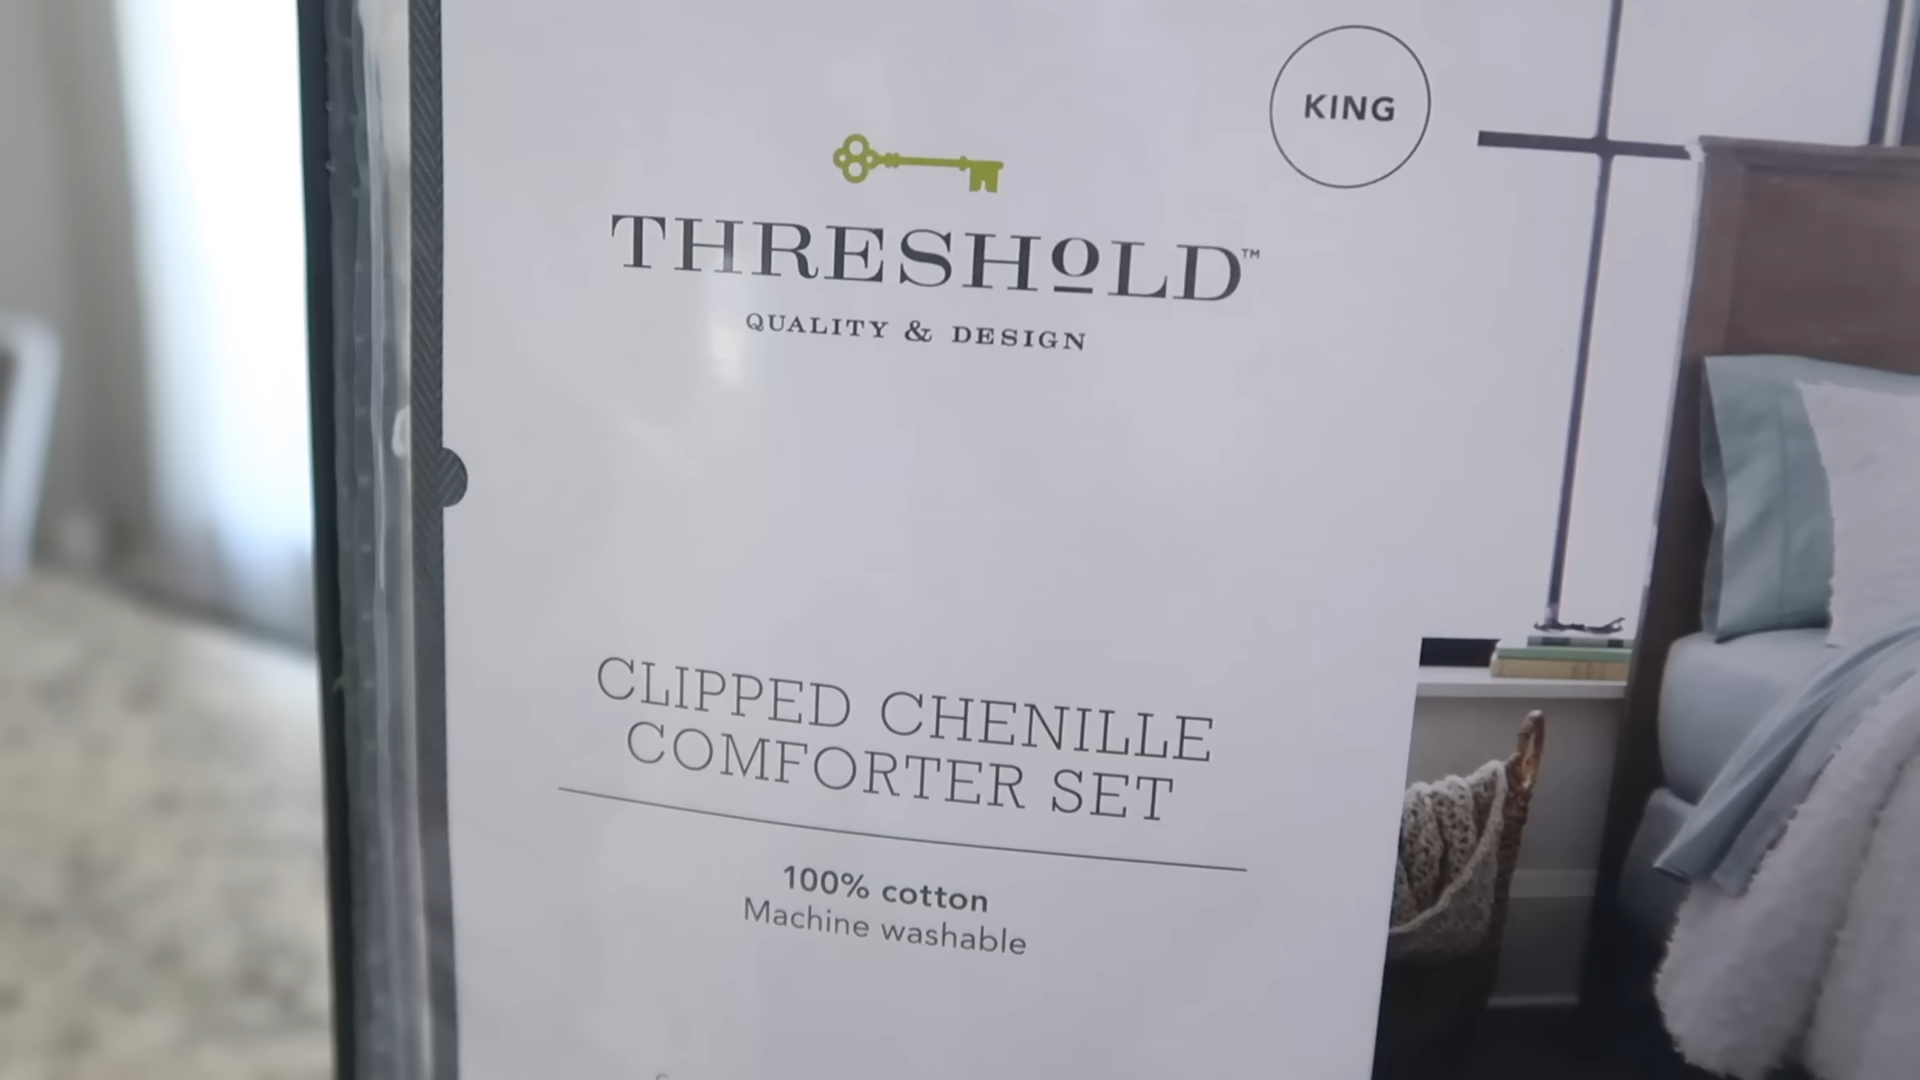 KING
THRESHOLD™
QUALITY & DESIGN
CLIPPED CHENILLE
COMFORTER SET
100% cotton
Machine washable